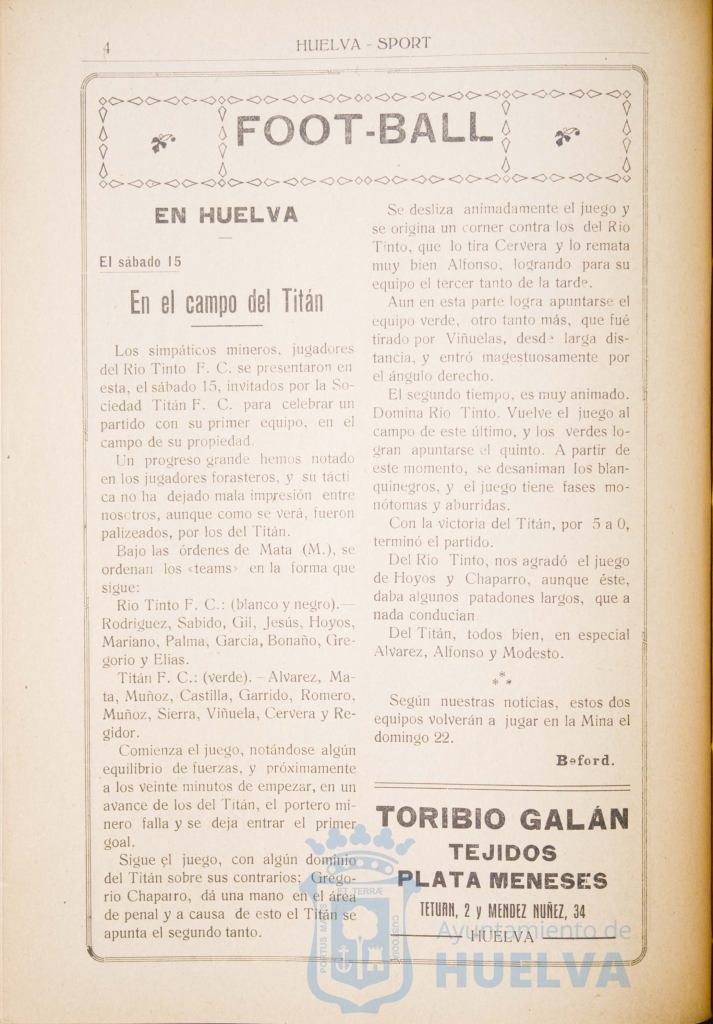 4
HUELVA - SPORT
FOOT-BALL
EN HUELVA
El sábado 15
En el campo del Titán
Los simpáticos mineros, jugadores
del Rio Tinto F. C. se presentaron en
esta, el sábado 15, invitados por la So-
ciedad Titán F. C. para celebrar un
partido con su primer equipo, en el
campo de su propiedad.
Un progreso grande hemos notado
en los jugadores forasteros, y su tácti
ca no ha dejado mala impresión entre
nosotros, aunque como se verá, fueron
palizeados, por los del Titán.
Bajo las órdenes de Mata (M.), se
ordenan los «teams» en la forma que
sigue:
Rio Tinto F. C.: (blanco y negro).—
Rodriguez, Sabido, Gil, Jesús, Hoyos,
Mariano, Palma, Garcia, Bonaño, Gre-
gorio y Elias.
Titán F. C.: (verde). - Alvarez, Ma-
ta, Muñoz, Castilla, Garrido, Romero,
Muñoz, Sierra, Viñuela, Cervera y Re-
gidor.
Comienza el juego, notándose algún
equilibrio de fuerzas, y próximamente
a los veinte minutos de empezar, en un
avance de los del Titán, el portero mi-
nero falla y se deja entrar el primer
goal.
Sigue el juego, con algún dominio
del Titán sobre sus contrarios; Grego-
rio Chaparro, dá una mano en el área
de penal y a causa de esto el Titán se
apunta el segundo tanto.
Se desliza animadamente el juego y
se origina un corner contra los del Rio
Tinto, que lo tira Cervera y lo remata
muy bien Alfonso, logrando para su
equipo el tercer tanto de la tarde.
Aun en esta parte logra apuntarse el
equipo verde, otro tanto más, que fué
tirado por Viñuelas, desde larga dis-
tancia, y entró magestuosamente por
el ángulo derecho.
El segundo tiempo, es muy animado.
Domina Rio Tinto. Vuelve el juego al
campo de este último, y los verdes lo-
gran apuntarse el quinto. A partir de
este momento, se desaniman los blan-
quinegros, y el juego tiene fases mo-
nótomas y aburridas.
Con la victoria del Titán, por 5 a 0,
terminó el partido.
Del Rio Tinto, nos agradó el juego
de Hoyos y Chaparro, aunque éste,
daba algunos patadones largos, que a
nada conducian.
Del Titán, todos bien, en especial
Alvarez, Alfonso y Modesto.
* * *
Según nuestras noticias, estos dos
equipos volverán a jugar en la Mina el
domingo 22.
Beford.
TORIBIO GALÁN
TEJIDOS
PLATA MENESES
TETURN, 2 y MENDEZ NUÑEZ, 34
HUELVA
PORTUS MARIS ET TERRÆ CUSTODIA
Ayuntamiento de
HUELVA